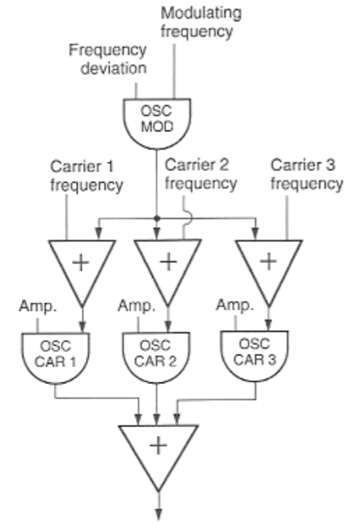 Modulating
frequency
Frequency
deviation
OSC
MOD
Carrier 1
frequency
Carrier 2
frequency
Carrier 3
frequency
+
+
+
Amp.
Amp.
Amp.
OSC
CAR 1
OSC
CAR 2
OSC
CAR 3
+